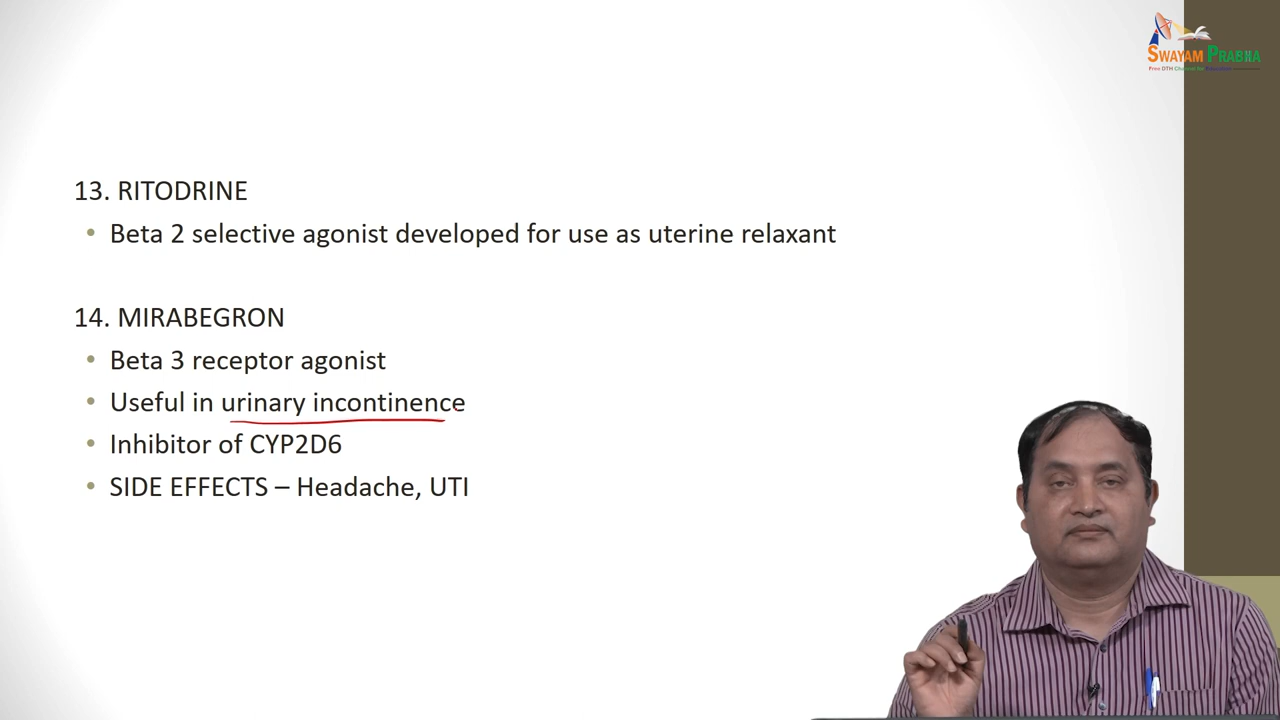 SWAYAM PRABHA
13. RITODRINE
• Beta 2 selective agonist developed for use as uterine relaxant
14. MIRABEGRON
• Beta 3 receptor agonist
• Useful in urinary incontinence
• Inhibitor of CYP2D6
• SIDE EFFECTS – Headache, UTI